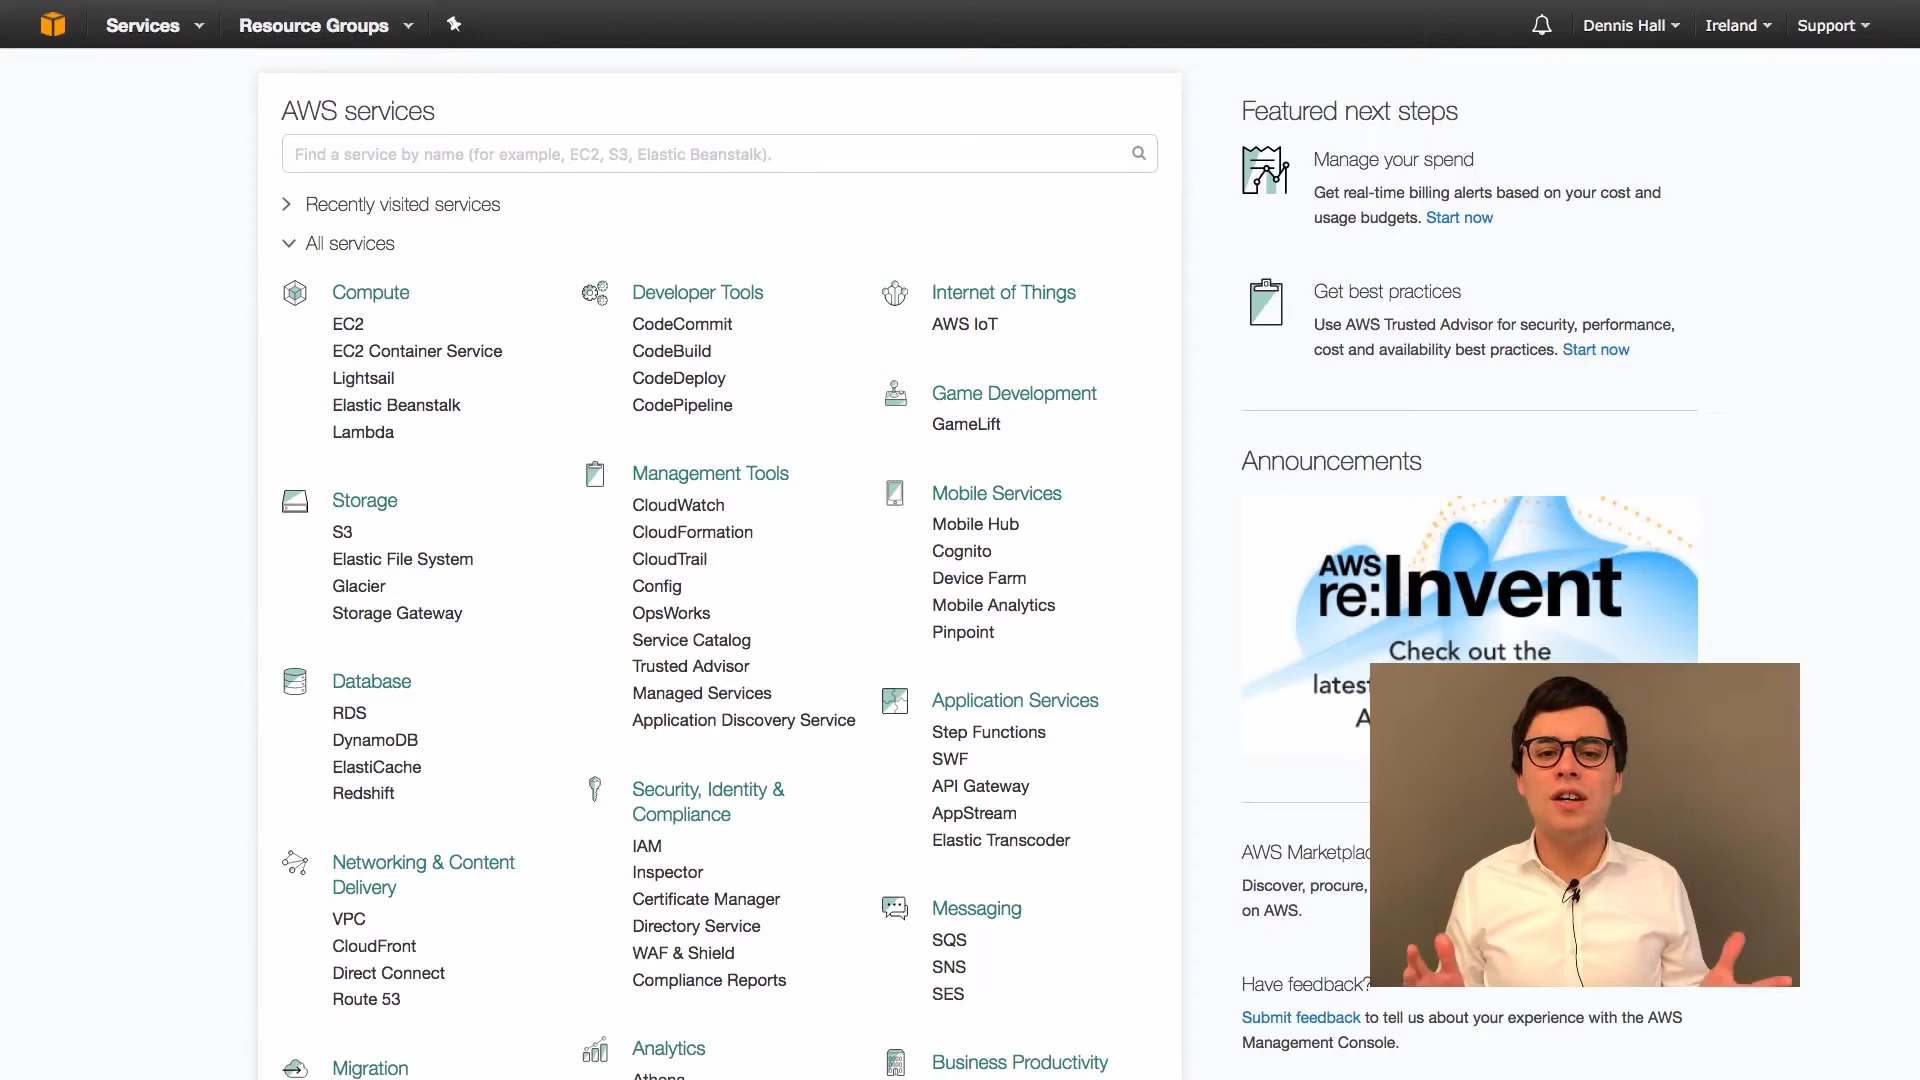 Services
Resource Groups
Dennis Hall
Ireland
Support
AWS services
Find a service by name (for example, EC2, S3, Elastic Beanstalk).
Recently visited services
All services
Compute
EC2
EC2 Container Service
Lightsail
Elastic Beanstalk
Lambda
Storage
S3
Elastic File System
Glacier
Storage Gateway
Database
RDS
DynamoDB
ElastiCache
Redshift
Networking & Content
Delivery
VPC
CloudFront
Direct Connect
Route 53
Migration
Developer Tools
CodeCommit
CodeBuild
CodeDeploy
CodePipeline
Management Tools
CloudWatch
CloudFormation
CloudTrail
Config
OpsWorks
Service Catalog
Trusted Advisor
Managed Services
Application Discovery Service
Security, Identity &
Compliance
IAM
Inspector
Certificate Manager
Directory Service
WAF & Shield
Compliance Reports
Analytics
Athena
Internet of Things
AWS IoT
Game Development
GameLift
Mobile Services
Mobile Hub
Cognito
Device Farm
Mobile Analytics
Pinpoint
Application Services
Step Functions
SWF
API Gateway
AppStream
Elastic Transcoder
Messaging
SQS
SNS
SES
Business Productivity
Featured next steps
Manage your spend
Get real-time billing alerts based on your cost and
usage budgets. Start now
Get best practices
Use AWS Trusted Advisor for security, performance,
cost and availability best practices. Start now
Announcements
AWS
re:Invent
Check out the
latest
A
AWS Marketplac
Discover, procure,
on AWS.
Have feedback?
Submit feedback to tell us about your experience with the AWS
Management Console.